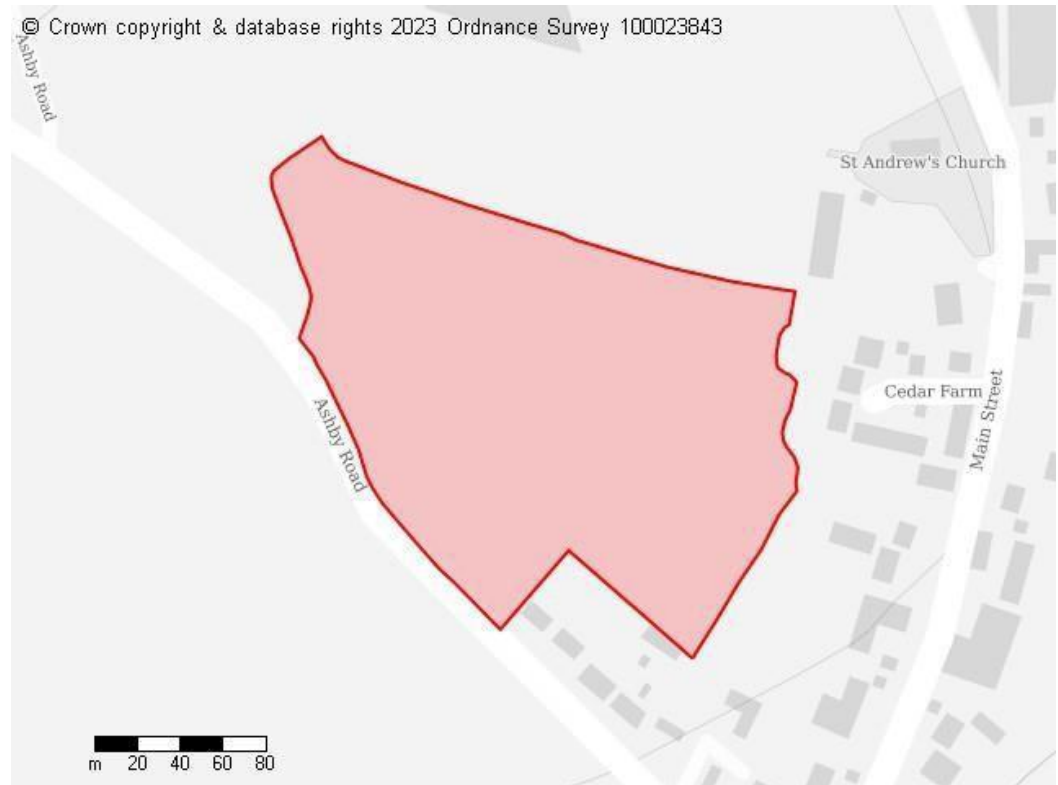 © Crown copyright & database rights 2023 Ordnance Survey 100023843
Ashby Road
St Andrew's Church
Cedar Farm
Main Street
Ashby Road
m 20 40 60 80